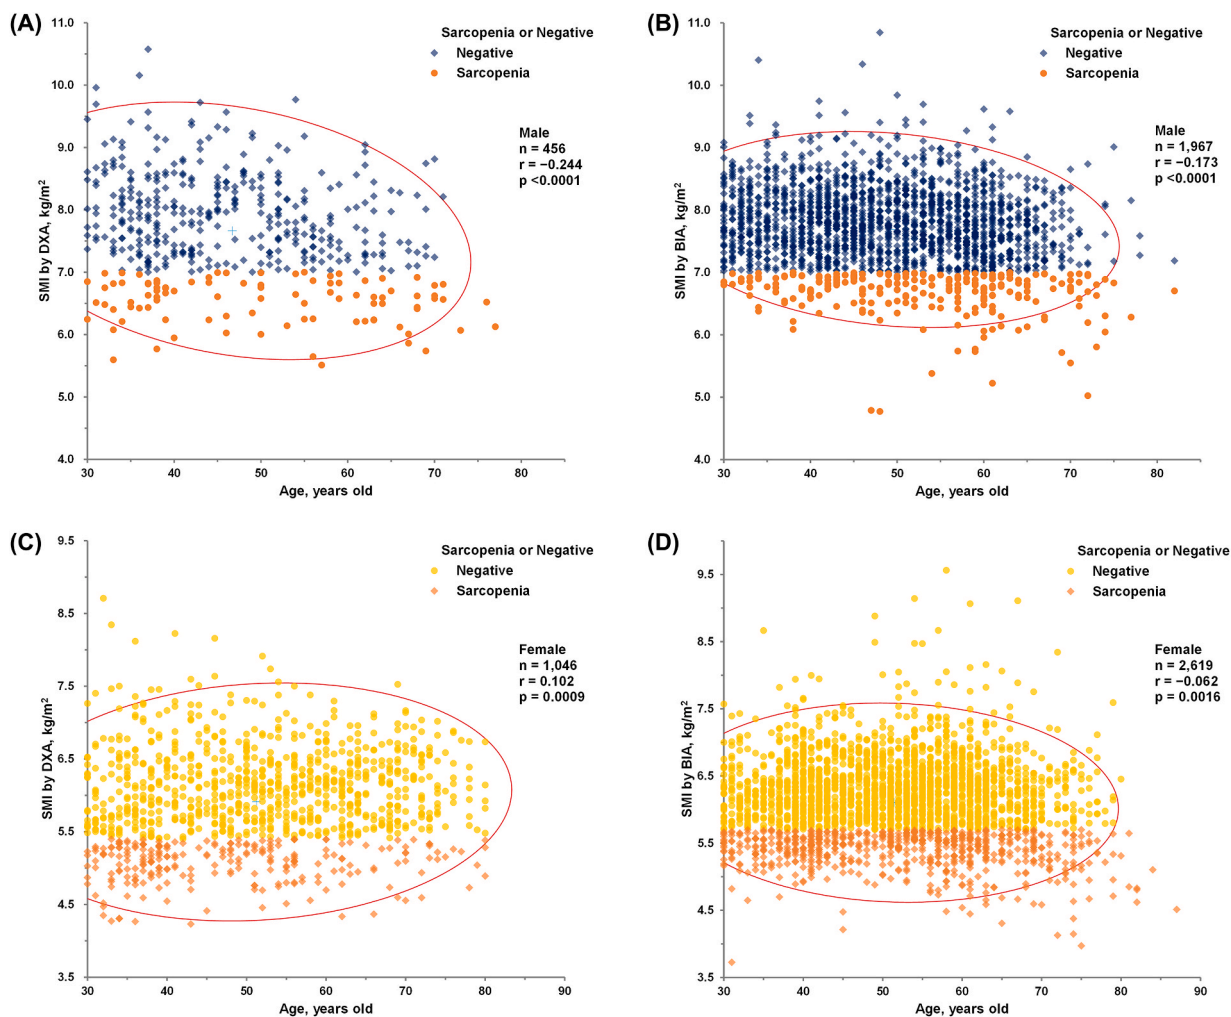 (A)
11.0
10.0
9.0
8.0
7.0
6.0
5.0
4.0
SMI by DXA, kg/m²
30
40
50
60
70
80
Age, years old
Sarcopenia or Negative
Negative
Sarcopenia
Male
n = 456
r = −0.244
p <0.0001
(B)
11.0
10.0
9.0
8.0
7.0
6.0
5.0
4.0
SMI by BIA, kg/m²
30
40
50
60
70
80
Age, years old
Sarcopenia or Negative
Negative
Sarcopenia
Male
n = 1,967
r = −0.173
p <0.0001
(C)
9.5
8.5
7.5
6.5
5.5
4.5
3.5
SMI by DXA, kg/m²
30
40
50
60
70
80
90
Age, years old
Sarcopenia or Negative
Negative
Sarcopenia
Female
n = 1,046
r = 0.102
p = 0.0009
(D)
9.5
8.5
7.5
6.5
5.5
4.5
3.5
SMI by BIA, kg/m²
30
40
50
60
70
80
90
Age, years old
Sarcopenia or Negative
Negative
Sarcopenia
Female
n = 2,619
r = −0.062
p = 0.0016